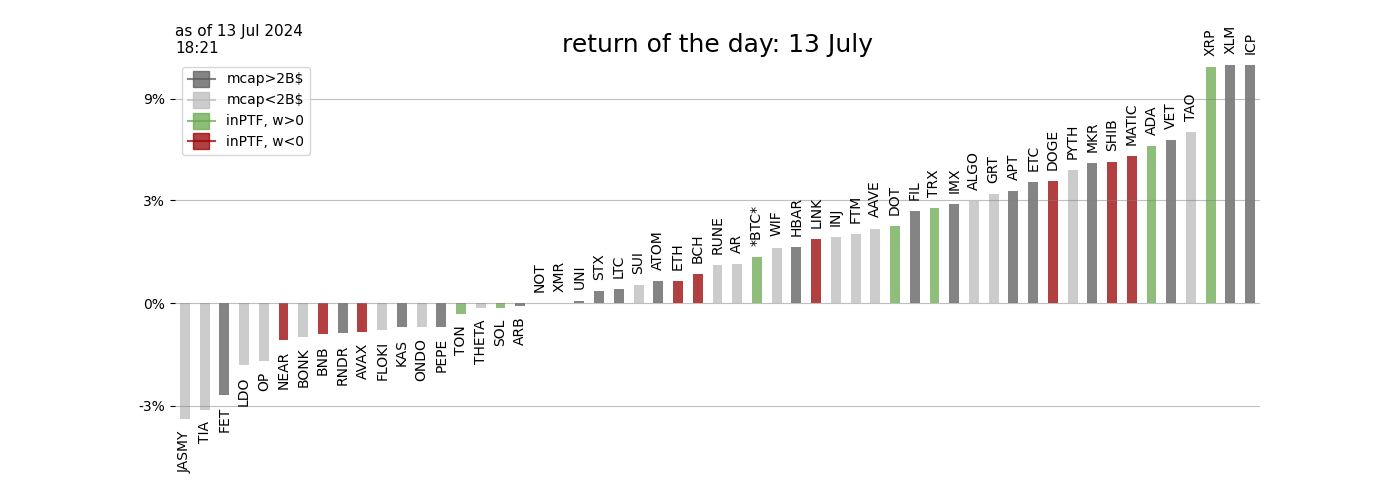 as of 13 Jul 2024
18:21
return of the day: 13 July
mcap>2B$
mcap<2B$
inPTF, w>0
inPTF, w<0
9%
3%
0%
-3%
JASMY
TIA
FET
LDO
OP
NEAR
BONK
BNB
RNDR
AVAX
FLOKI
KAS
ONDO
PEPE
TON
THETA
SOL
ARB
NOT
XMR
UNI
STX
LTC
SUI
ATOM
ETH
BCH
RUNE
AR
*BTC*
WIF
HBAR
LINK
INJ
FTM
AAVE
DOT
FIL
TRX
IMX
ALGO
GRT
APT
ETC
DOGE
PYTH
MKR
SHIB
MATIC
ADA
VET
TAO
XRP
XLM
ICP